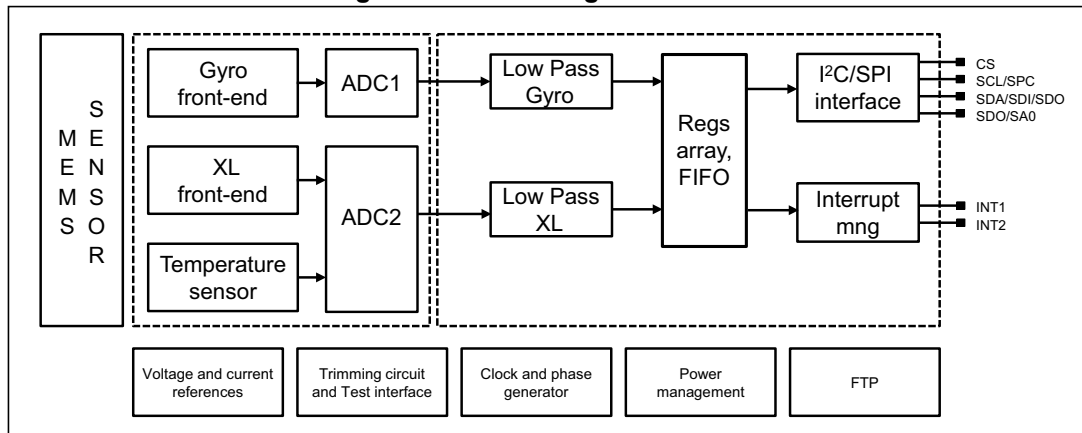 MEMS
SENSOR
Gyro
front-end
ADC1
Low Pass
Gyro
Regs
array,
FIFO
I²C/SPI
interface
CS
SCL/SPC
SDA/SDI/SDO
SDO/SA0
XL
front-end
ADC2
Low Pass
XL
Interrupt
mng
INT1
INT2
Temperature
sensor
Voltage and current
references
Trimming circuit
and Test interface
Clock and phase
generator
Power
management
FTP